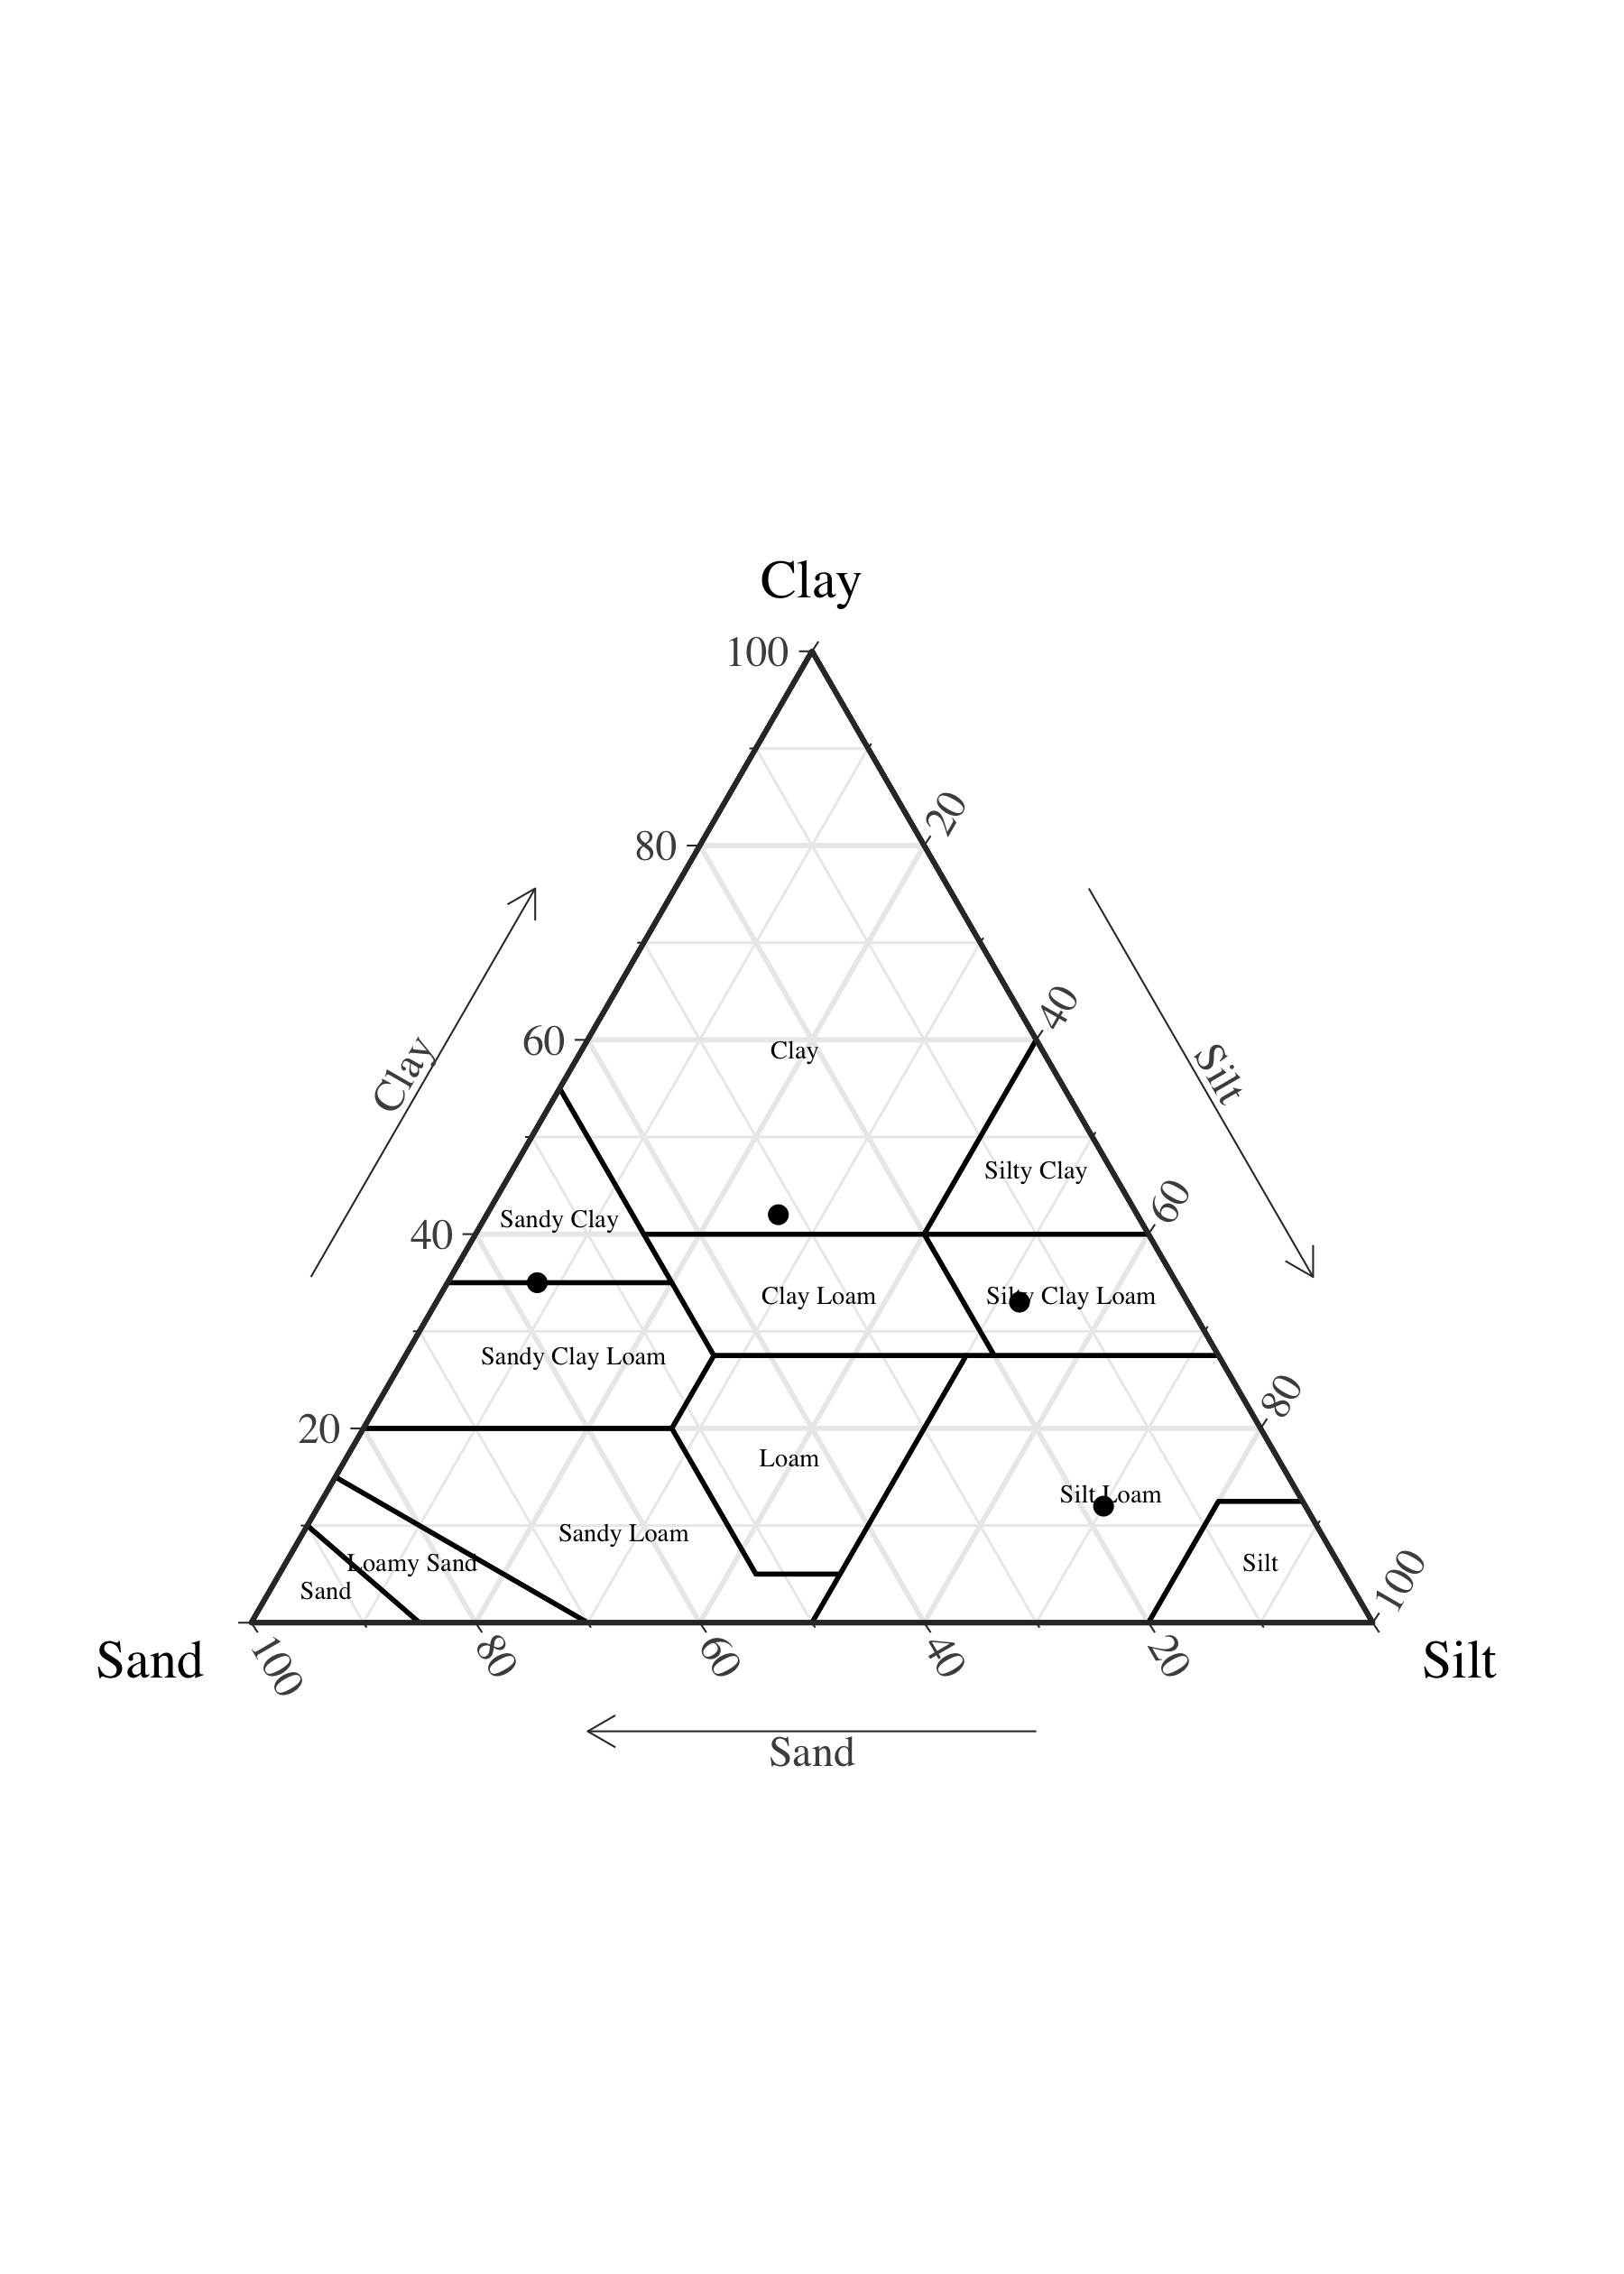 Clay
100
80
20
60
40
Clay
Silt
Clay
Silty Clay
60
40
Sandy Clay
Clay Loam
Silty Clay Loam
Sandy Clay Loam
80
20
Loam
Silt Loam
Sandy Loam
Loamy Sand
Silt
Sand
100
Sand
100
80
60
40
20
Silt
Sand